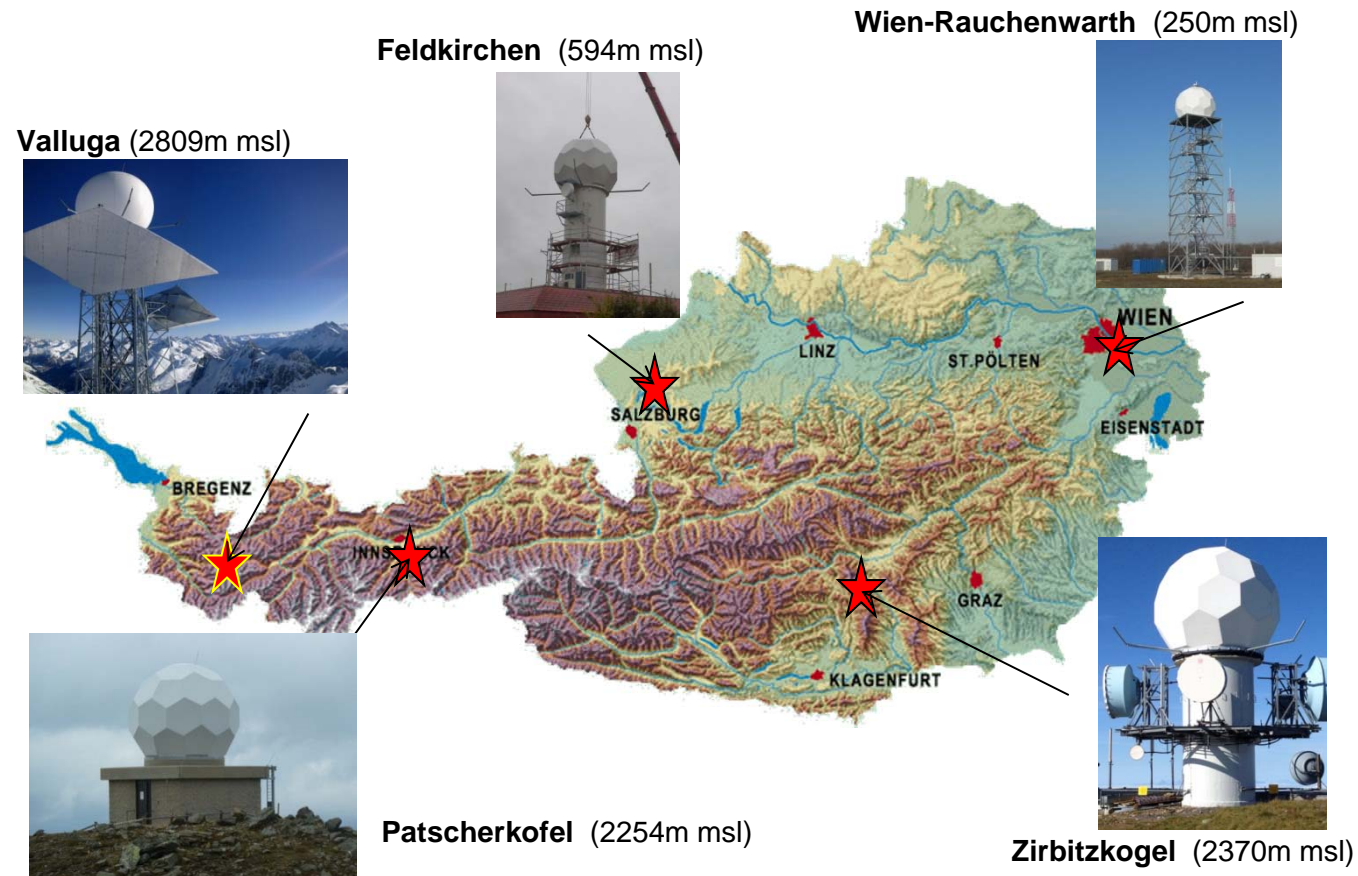 Wien-Rauchenwarth (250m msl)
Feldkirchen (594m msl)
Valluga (2809m msl)
WIEN
LINZ
ST.PÖLTEN
SALZBURG
EISENSTADT
BREGENZ
GRAZ
KLAGENFURT
Patscherkofel (2254m msl)
Zirbitzkogel (2370m msl)